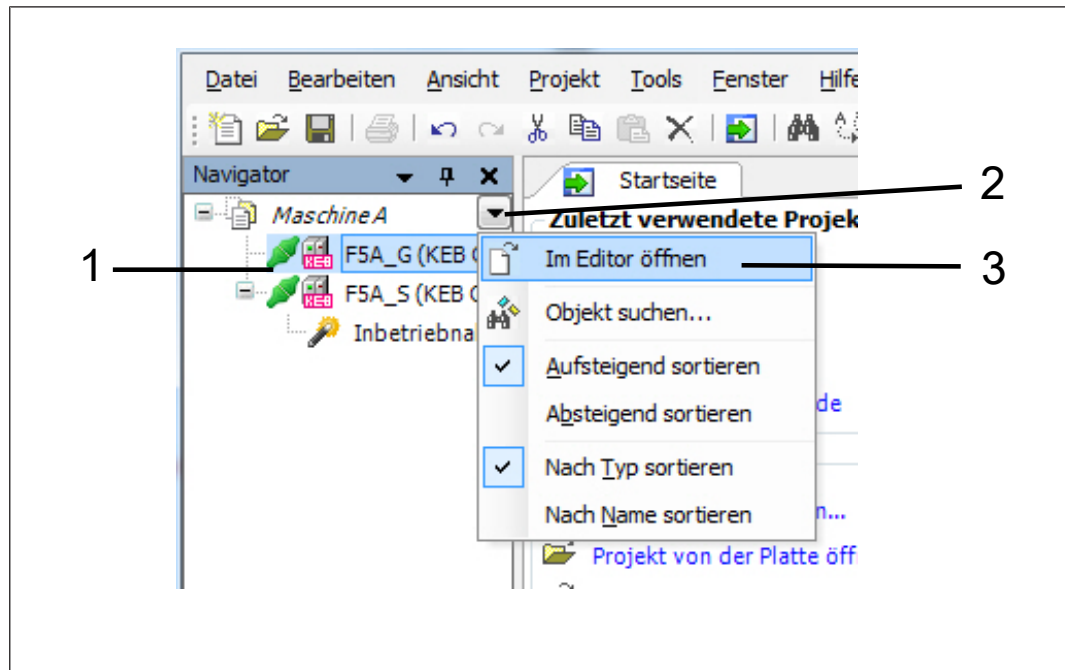 Datei Bearbeiten Ansicht Projekt Tools Fenster Hilfe
Navigator
Startseite
2
Maschine A
Zuletzt verwendete Projek
1
F5A_G (KEB
Im Editor öffnen
3
F5A_S (KEB
Objekt suchen...
Inbetriebna
Aufsteigend sortieren
de
Absteigend sortieren
Nach Typ sortieren
Nach Name sortieren
n...
Projekt von der Platte öff